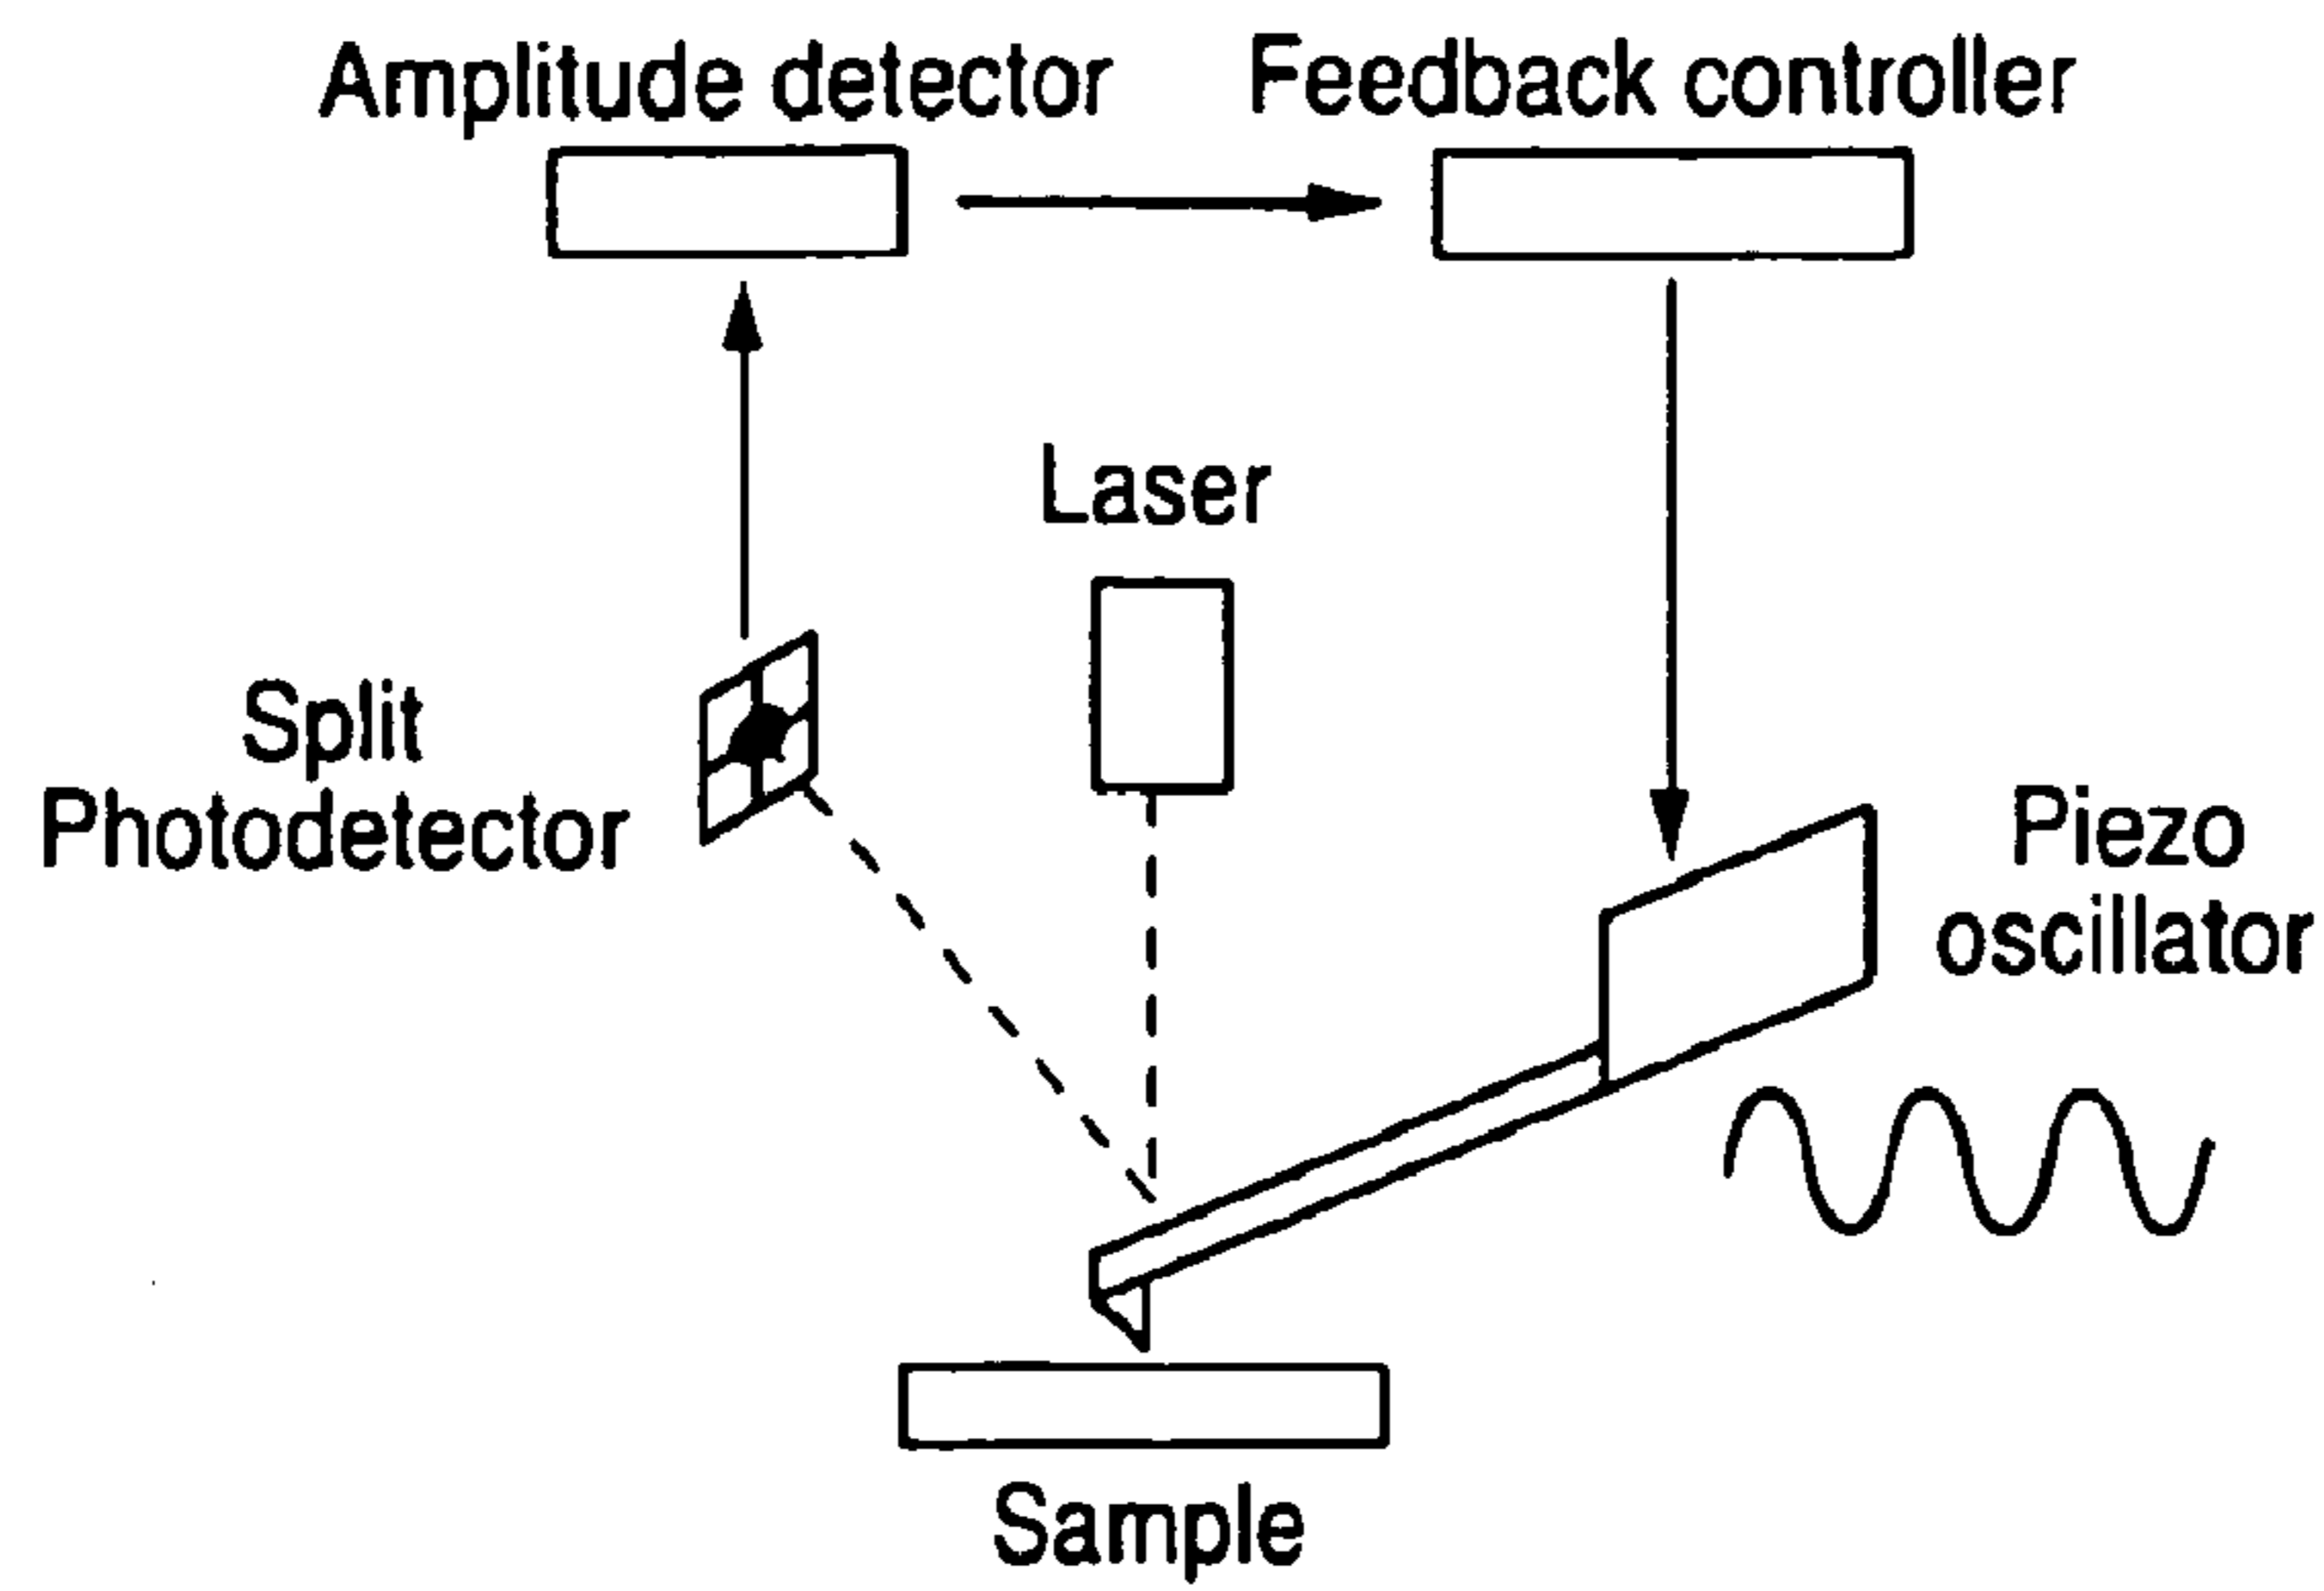 Amplitude detector
Feedback controller
Laser
Split
Photodetector
Piezo
oscillator
Sample